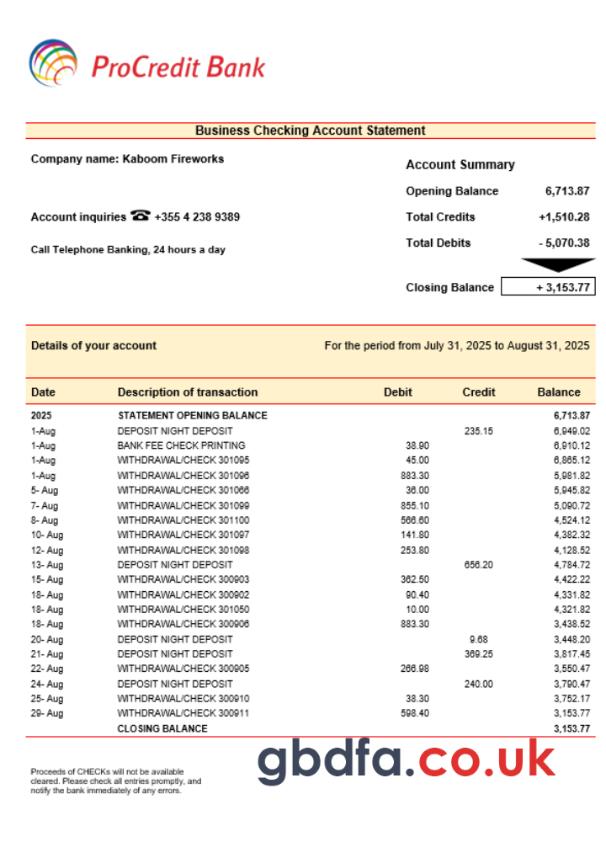 ProCredit Bank
Business Checking Account Statement
Company name: Kaboom Fireworks
Account Summary
Opening Balance 6,713.87
Account inquiries ☎ +355 4 238 9389
Total Credits +1,510.28
Call Telephone Banking, 24 hours a day
Total Debits - 5,070.38
Closing Balance + 3,153.77
Details of your account For the period from July 31, 2025 to August 31, 2025
Date Description of transaction Debit Credit Balance
2025 STATEMENT OPENING BALANCE 6,713.87
1-Aug DEPOSIT NIGHT DEPOSIT 235.15 6,949.02
1-Aug BANK FEE CHECK PRINTING 38.90 6,910.12
1-Aug WITHDRAWAL/CHECK 301095 45.00 6,865.12
1-Aug WITHDRAWAL/CHECK 301096 883.30 5,981.82
5- Aug WITHDRAWAL/CHECK 301066 36.00 5,945.82
7- Aug WITHDRAWAL/CHECK 301099 855.10 5,090.72
8- Aug WITHDRAWAL/CHECK 301100 566.60 4,524.12
10- Aug WITHDRAWAL/CHECK 301097 141.80 4,382.32
12- Aug WITHDRAWAL/CHECK 301098 253.80 4,128.52
13- Aug DEPOSIT NIGHT DEPOSIT 656.20 4,784.72
15- Aug WITHDRAWAL/CHECK 300903 362.50 4,422.22
18- Aug WITHDRAWAL/CHECK 300902 90.40 4,331.82
18- Aug WITHDRAWAL/CHECK 301050 10.00 4,321.82
18- Aug WITHDRAWAL/CHECK 300906 883.30 3,438.52
20- Aug DEPOSIT NIGHT DEPOSIT 9.68 3,448.20
21- Aug DEPOSIT NIGHT DEPOSIT 369.25 3,817.45
22- Aug WITHDRAWAL/CHECK 300905 266.98 3,550.47
24- Aug DEPOSIT NIGHT DEPOSIT 240.00 3,790.47
25- Aug WITHDRAWAL/CHECK 300910 38.30 3,752.17
29- Aug WITHDRAWAL/CHECK 300911 598.40 3,153.77
CLOSING BALANCE 3,153.77
gbdfa.co.uk
Proceeds of CHECKs will not be available
cleared. Please check all entries promptly, and
notify the bank immediately of any errors.